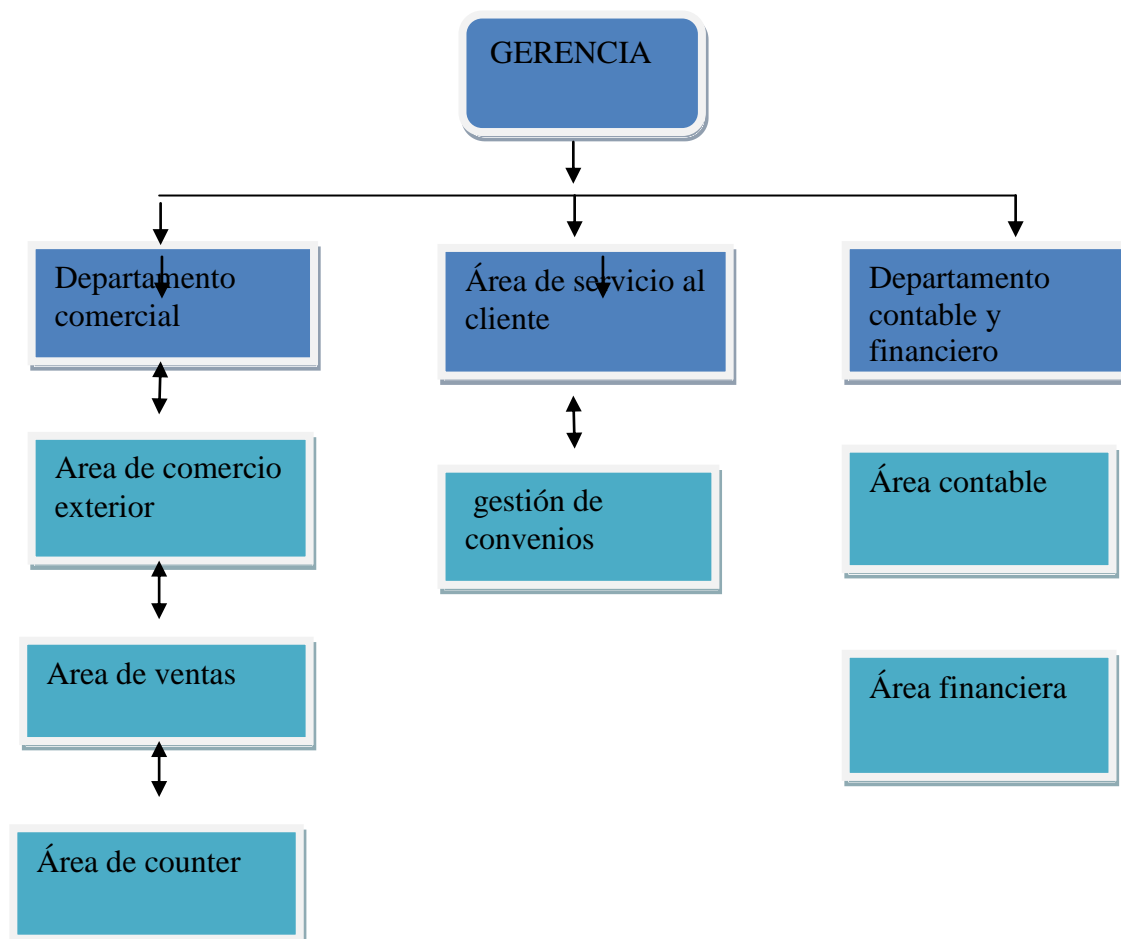 GERENCIA
Departamento
comercial
Área de servicio al
cliente
Departamento
contable y
financiero
Area de comercio
exterior
gestión de
convenios
Área contable
Area de ventas
Área financiera
Área de counter